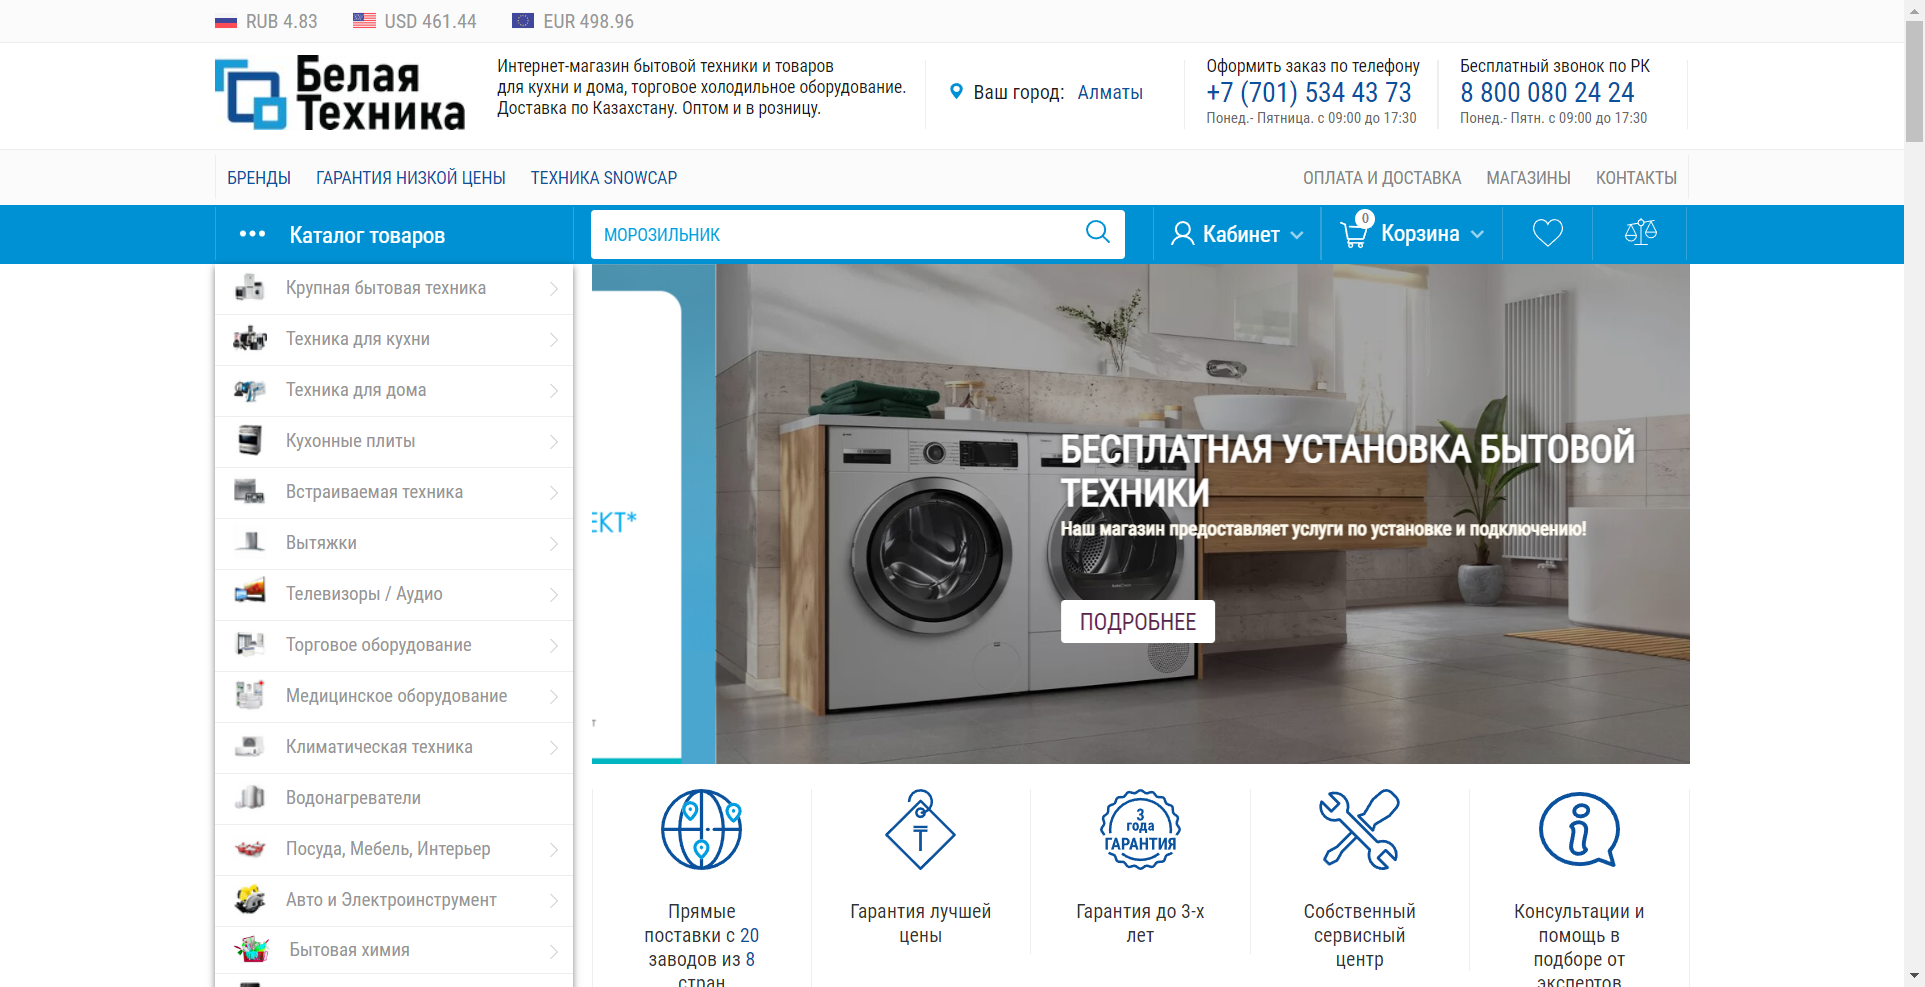 RUB 4.83
USD 461.44
EUR 498.96
Белая
Техника
Интернет-магазин бытовой техники и товаров
для кухни и дома, торговое холодильное оборудование.
Доставка по Казахстану. Оптом и в розницу.
Ваш город: Алматы
Оформить заказ по телефону
+7 (701) 534 43 73
Понед.- Пятница. с 09:00 до 17:30
Бесплатный звонок по РК
8 800 080 24 24
Понед.- Пятн. с 09:00 до 17:30
БРЕНДЫ
ГАРАНТИЯ НИЗКОЙ ЦЕНЫ
ТЕХНИКА SNOWCAP
ОПЛАТА И ДОСТАВКА
МАГАЗИНЫ
КОНТАКТЫ
Каталог товаров
МОРОЗИЛЬНИК
Кабинет
0
Корзина
Крупная бытовая техника
Техника для кухни
Техника для дома
Кухонные плиты
Встраиваемая техника
Вытяжки
Телевизоры / Аудио
Торговое оборудование
Медицинское оборудование
Климатическая техника
Водонагреватели
Посуда, Мебель, Интерьер
Авто и Электроинструмент
Бытовая химия
ЕКТ*
БЕСПЛАТНАЯ УСТАНОВКА БЫТОВОЙ
ТЕХНИКИ
Наш магазин предоставляет услуги по установке и подключению!
ПОДРОБНЕЕ
Прямые
поставки с 20
заводов из 8
стран
₸
Гарантия лучшей
цены
3
года
ГАРАНТИЯ
Гарантия до 3-х
лет
Собственный
сервисный
центр
Консультации и
помощь в
подборе от
экспертов